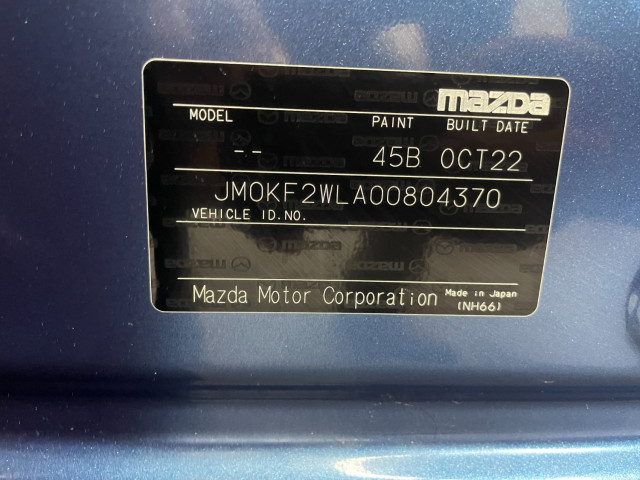 mazda
MODEL PAINT BUILT DATE
-- 45B OCT22
JM0KF2WLA00804370
VEHICLE ID.NO.
Mazda Motor Corporation Made in Japan
(NH66)